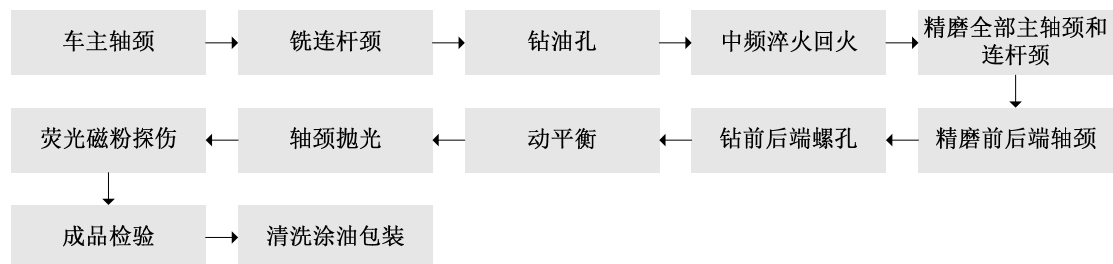 车主轴颈
铣连杆颈
钻油孔
中频淬火回火
精磨全部主轴颈和
连杆颈
精磨前后端轴颈
钻前后端螺孔
动平衡
轴颈抛光
荧光磁粉探伤
成品检验
清洗涂油包装